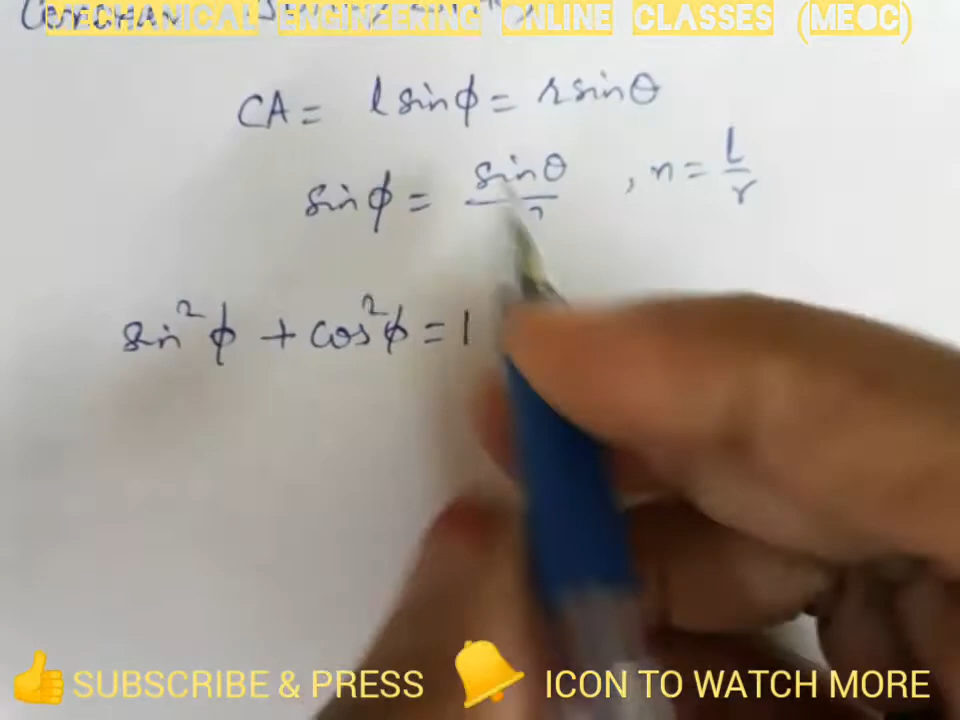 MECHANICAL ENGINEERING ONLINE CLASSES (MEOC)
CA = l sinϕ = r sinθ
sinϕ = sinθ/n , n = L/r
sin²ϕ + cos²ϕ = 1
SUBSCRIBE & PRESS ICON TO WATCH MORE